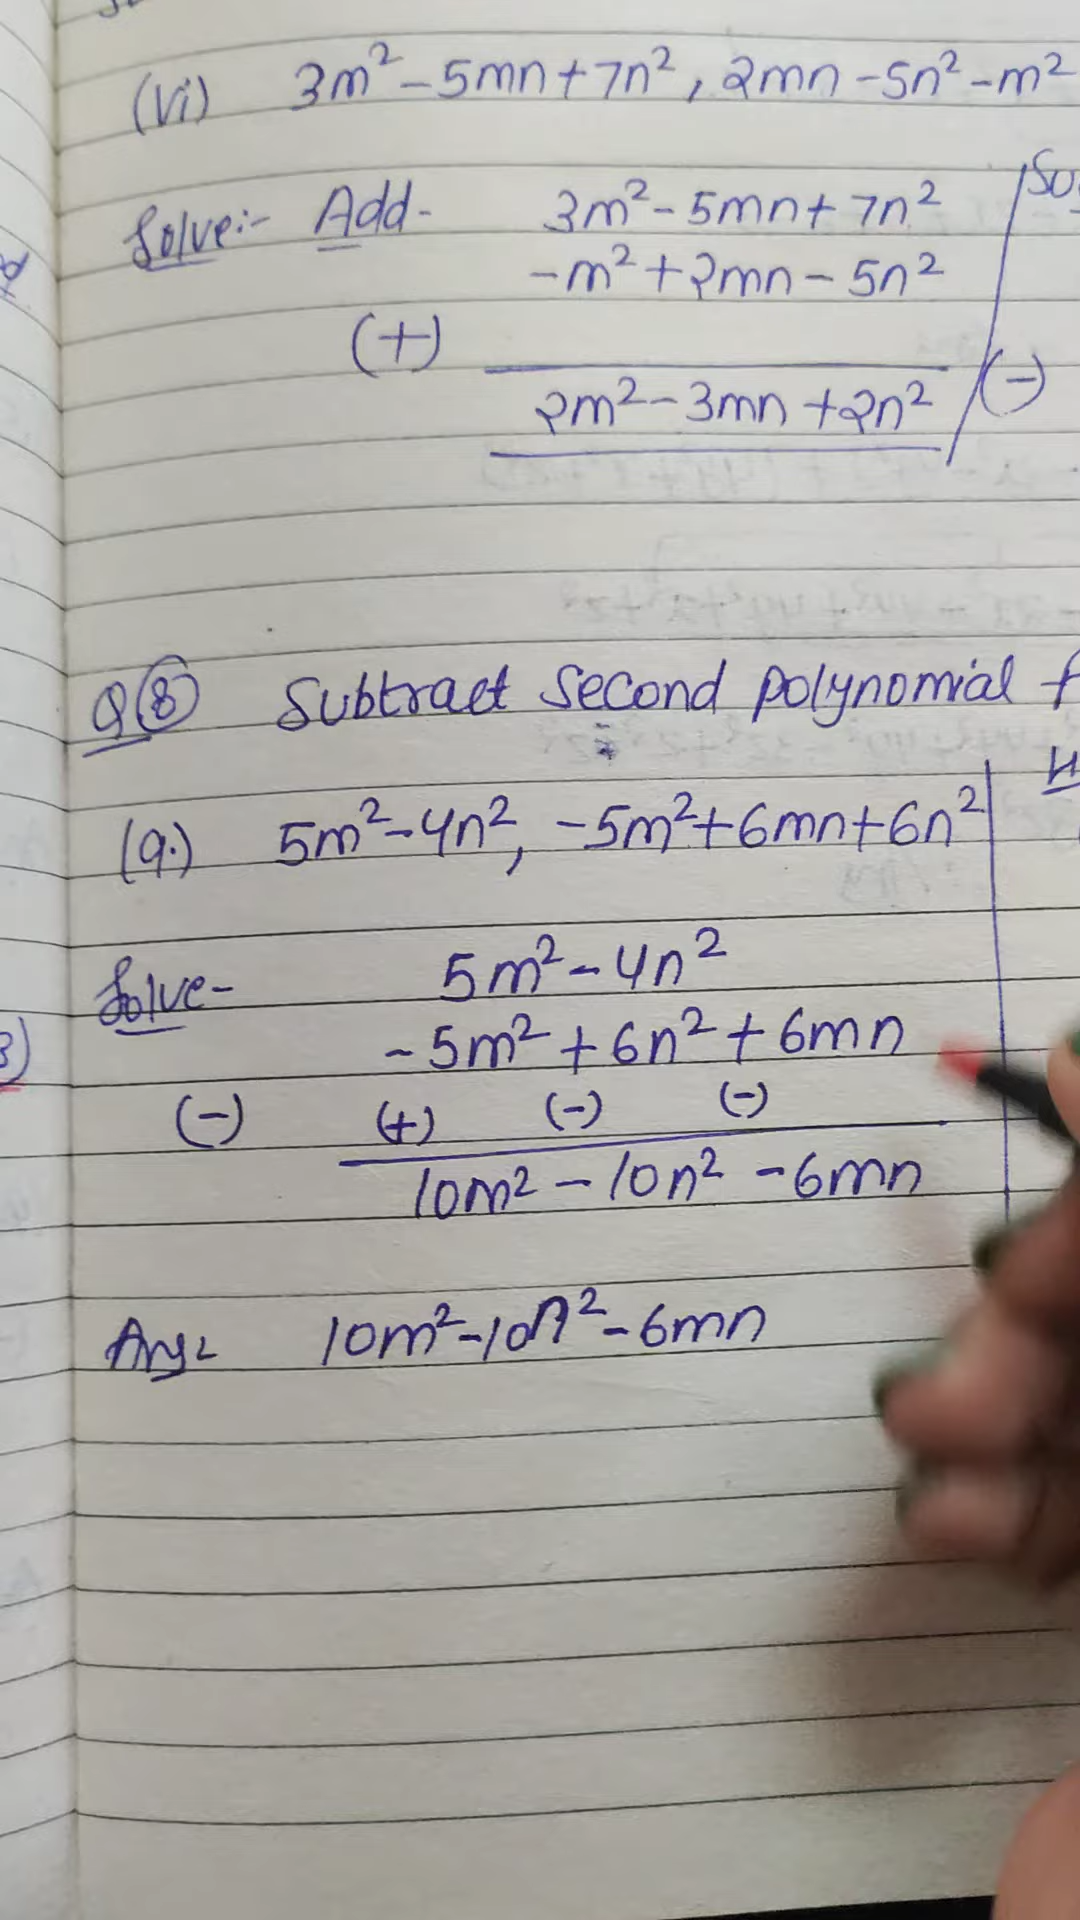 (vi) 3m² - 5mn + 7n², 2mn - 5n² - m²
Solve:- Add- 3m² - 5mn + 7n²
- m² + 2mn - 5n²
(+)
2m² - 3mn + 2n² (-)
Q(8) Subtract Second polynomial
(a.) 5m² - 4n², -5m² + 6mn + 6n²
Solve- 5m² - 4n²
- 5m² + 6n² + 6mn
(-) (+) (-) (-)
10m² - 10n² - 6mn
Ans 10m² - 10n² - 6mn